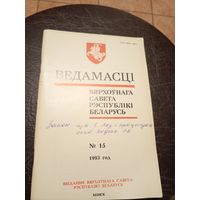 ВЕДАМАСЦІ
ВЯРХОЎНАГА
САВЕТА
РЭСПУБЛІКІ
БЕЛАРУСЬ
№ 15
1993 год
ВЫДАННЕ ВЯРХОЎНАГА САВЕТА
РЭСПУБЛІКІ БЕЛАРУСЬ
МІНСК